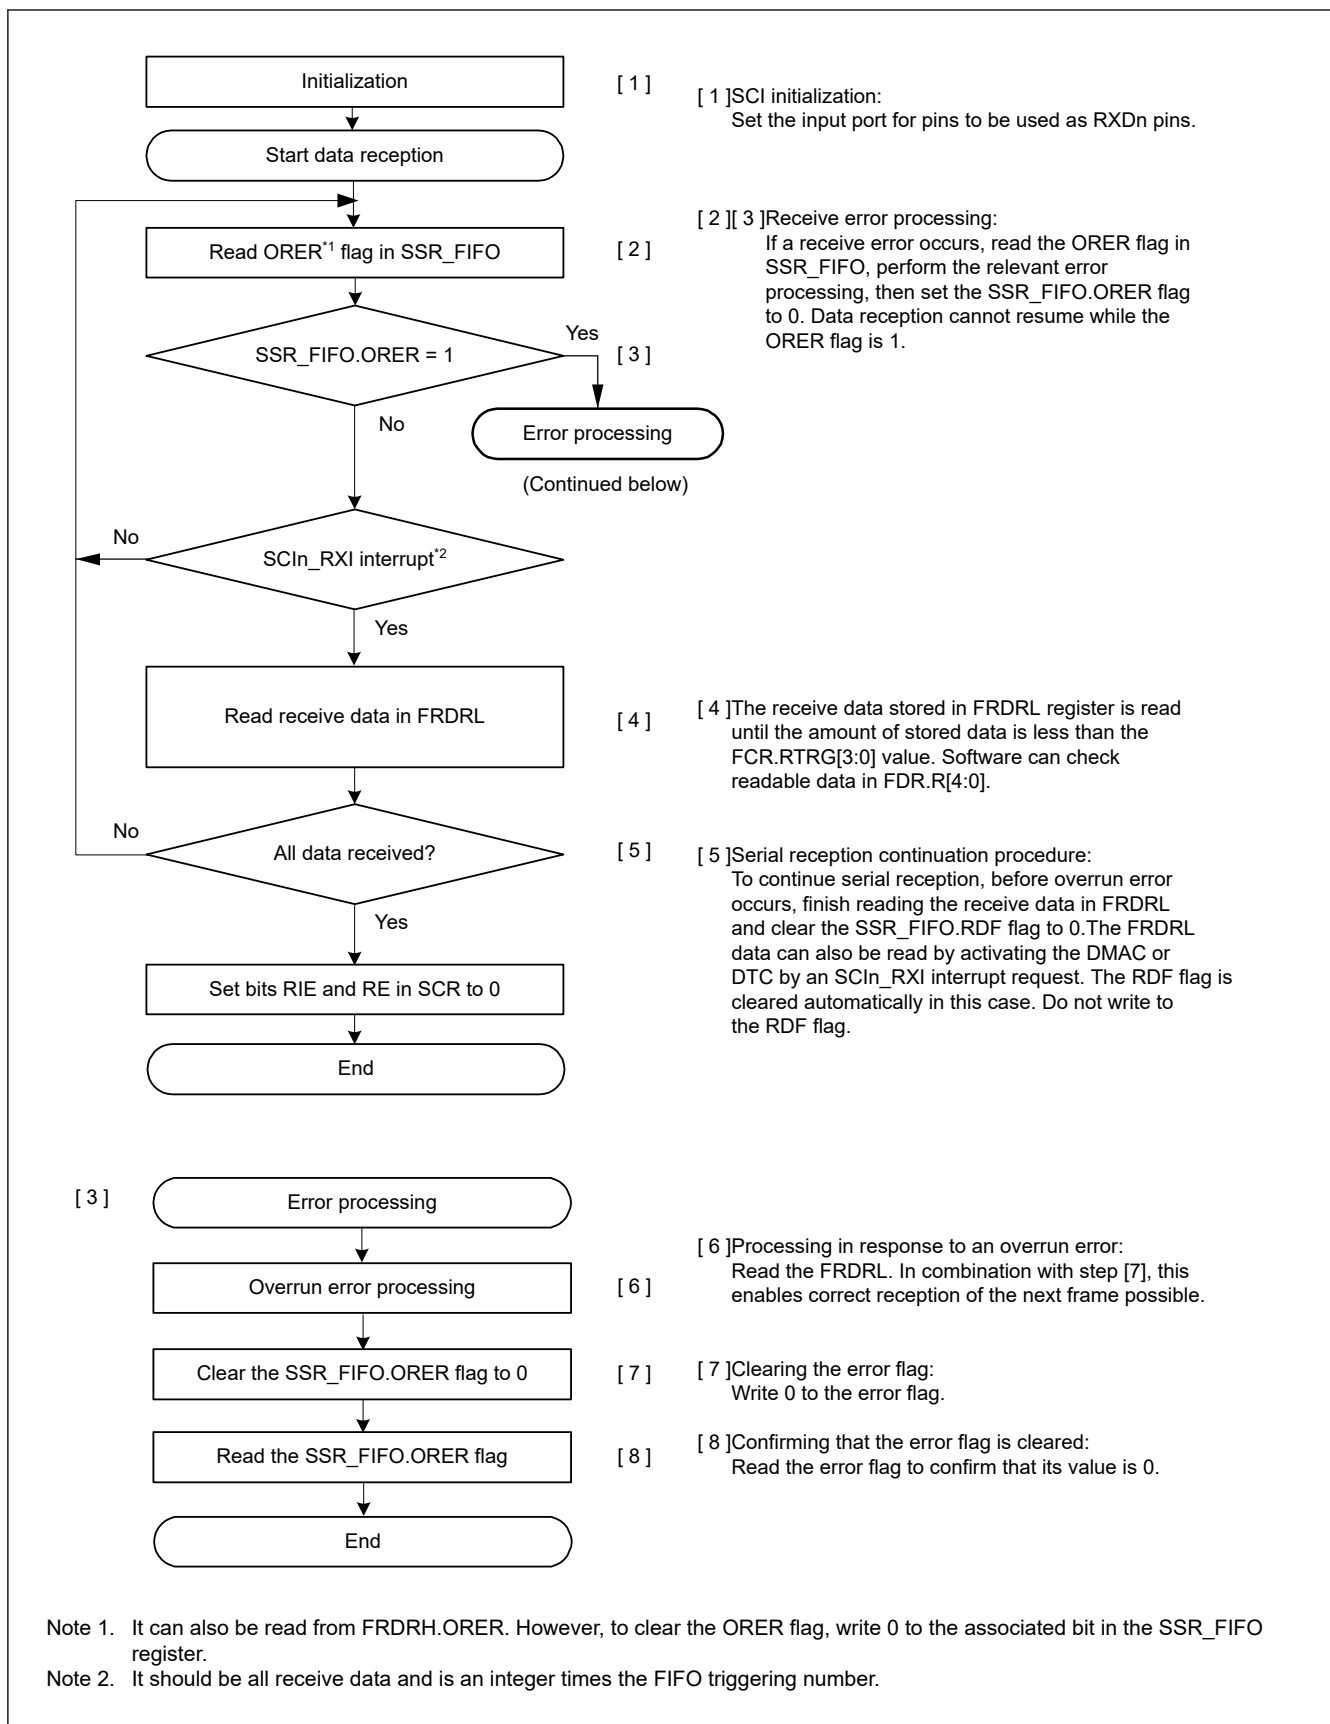 Initialization
[ 1 ]
[ 1 ]SCI initialization:
Set the input port for pins to be used as RXDn pins.
Start data reception
[ 2 ][ 3 ]Receive error processing:
If a receive error occurs, read the ORER flag in
SSR_FIFO, perform the relevant error
processing, then set the SSR_FIFO.ORER flag
to 0. Data reception cannot resume while the
ORER flag is 1.
Read ORER*1 flag in SSR_FIFO
[ 2 ]
SSR_FIFO.ORER = 1
Yes
[ 3 ]
No
Error processing
(Continued below)
No
SCIn_RXI interrupt*2
Yes
Read receive data in FRDRL
[ 4 ]
[ 4 ]The receive data stored in FRDRL register is read
until the amount of stored data is less than the
FCR.RTRG[3:0] value. Software can check
readable data in FDR.R[4:0].
No
All data received?
[ 5 ]
Yes
[ 5 ]Serial reception continuation procedure:
To continue serial reception, before overrun error
occurs, finish reading the receive data in FRDRL
and clear the SSR_FIFO.RDF flag to 0.The FRDRL
data can also be read by activating the DMAC or
DTC by an SCIn_RXI interrupt request. The RDF flag is
cleared automatically in this case. Do not write to
the RDF flag.
Set bits RIE and RE in SCR to 0
End
[ 3 ]
Error processing
Overrun error processing
[ 6 ]
[ 6 ]Processing in response to an overrun error:
Read the FRDRL. In combination with step [7], this
enables correct reception of the next frame possible.
Clear the SSR_FIFO.ORER flag to 0
[ 7 ]
[ 7 ]Clearing the error flag:
Write 0 to the error flag.
Read the SSR_FIFO.ORER flag
[ 8 ]
[ 8 ]Confirming that the error flag is cleared:
Read the error flag to confirm that its value is 0.
End
Note 1. It can also be read from FRDRH.ORER. However, to clear the ORER flag, write 0 to the associated bit in the SSR_FIFO
register.
Note 2. It should be all receive data and is an integer times the FIFO triggering number.